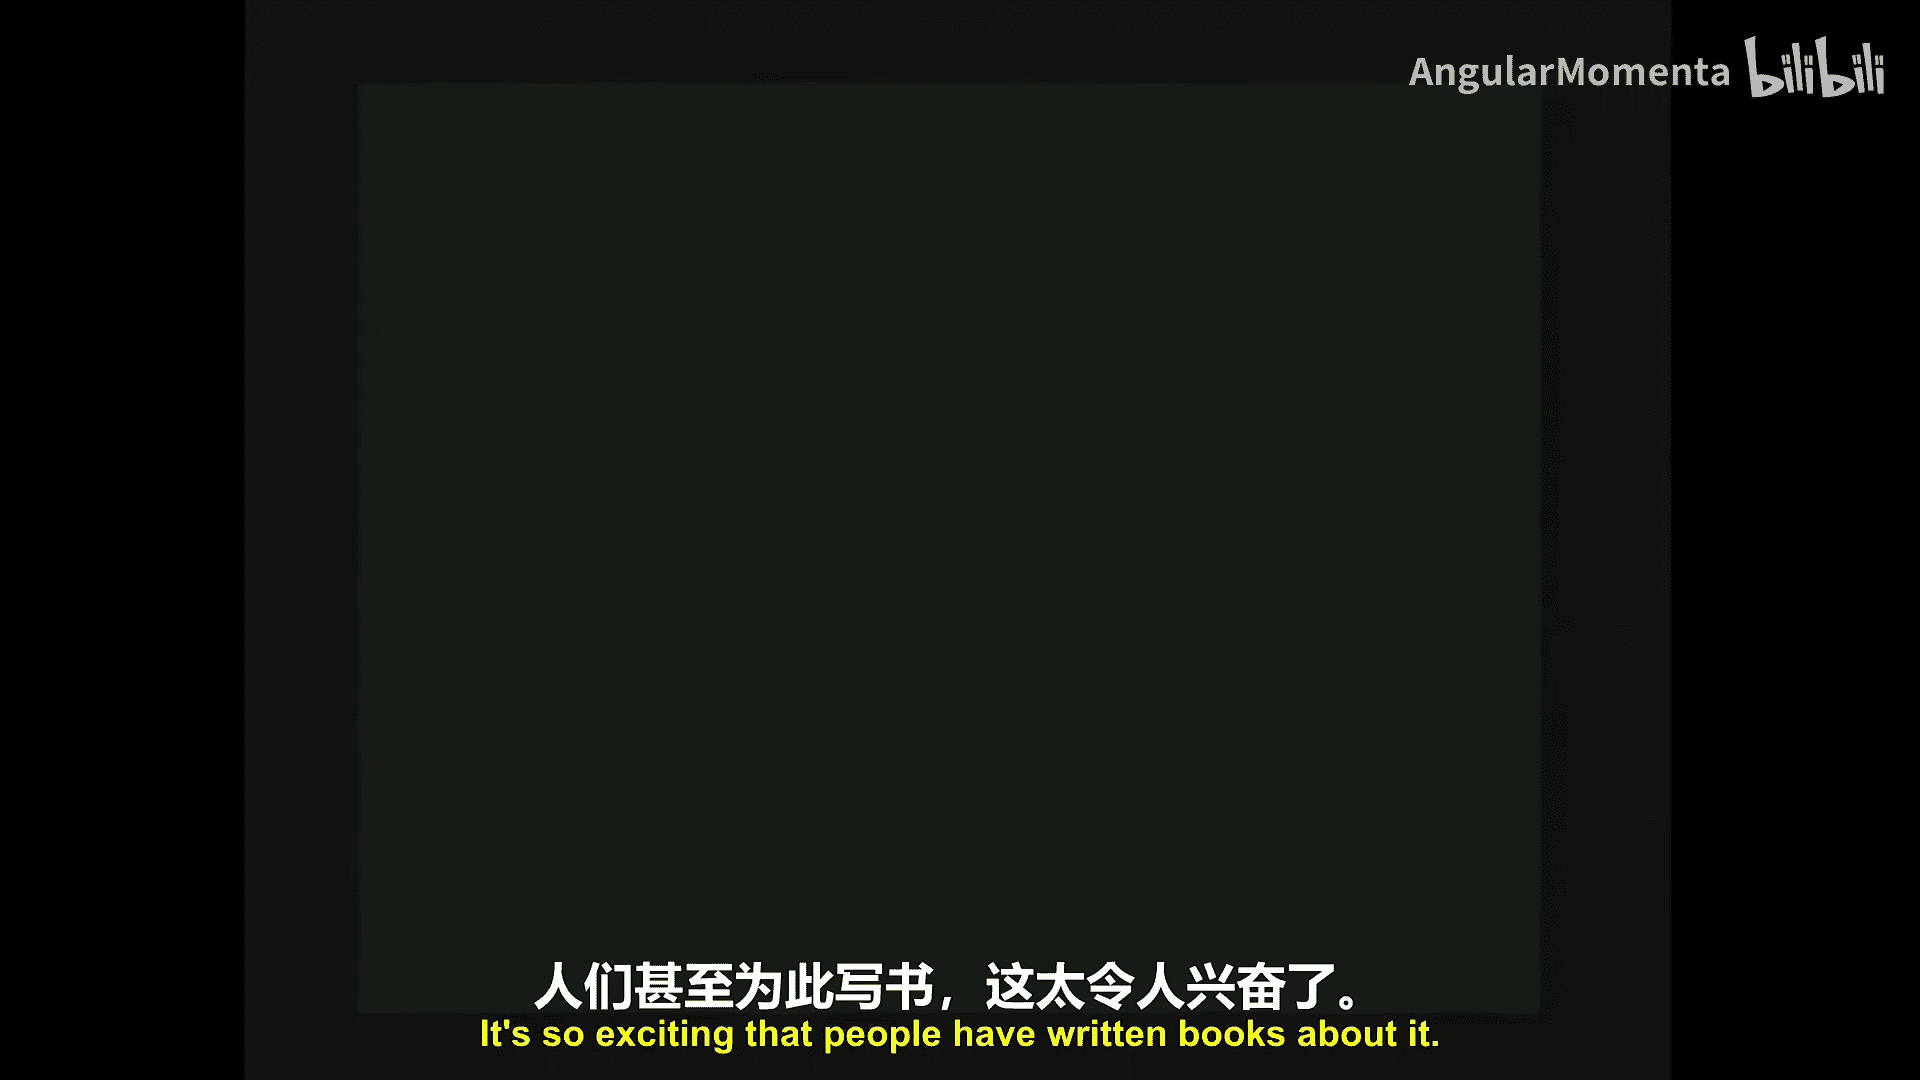 AngularMomenta bilibili
人们甚至为此写书，这太令人兴奋了。
It's so exciting that people have written books about it.